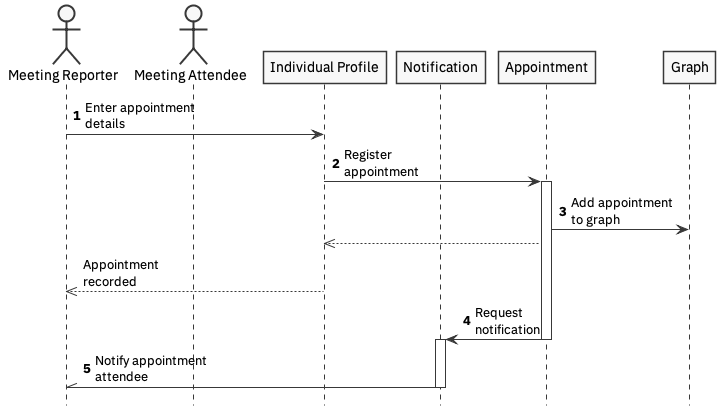 Meeting Reporter
Meeting Attendee
Individual Profile
Notification
Appointment
Graph
1 Enter appointment
details
2 Register
appointment
3 Add appointment
to graph
Appointment
recorded
4 Request
notification
5 Notify appointment
attendee